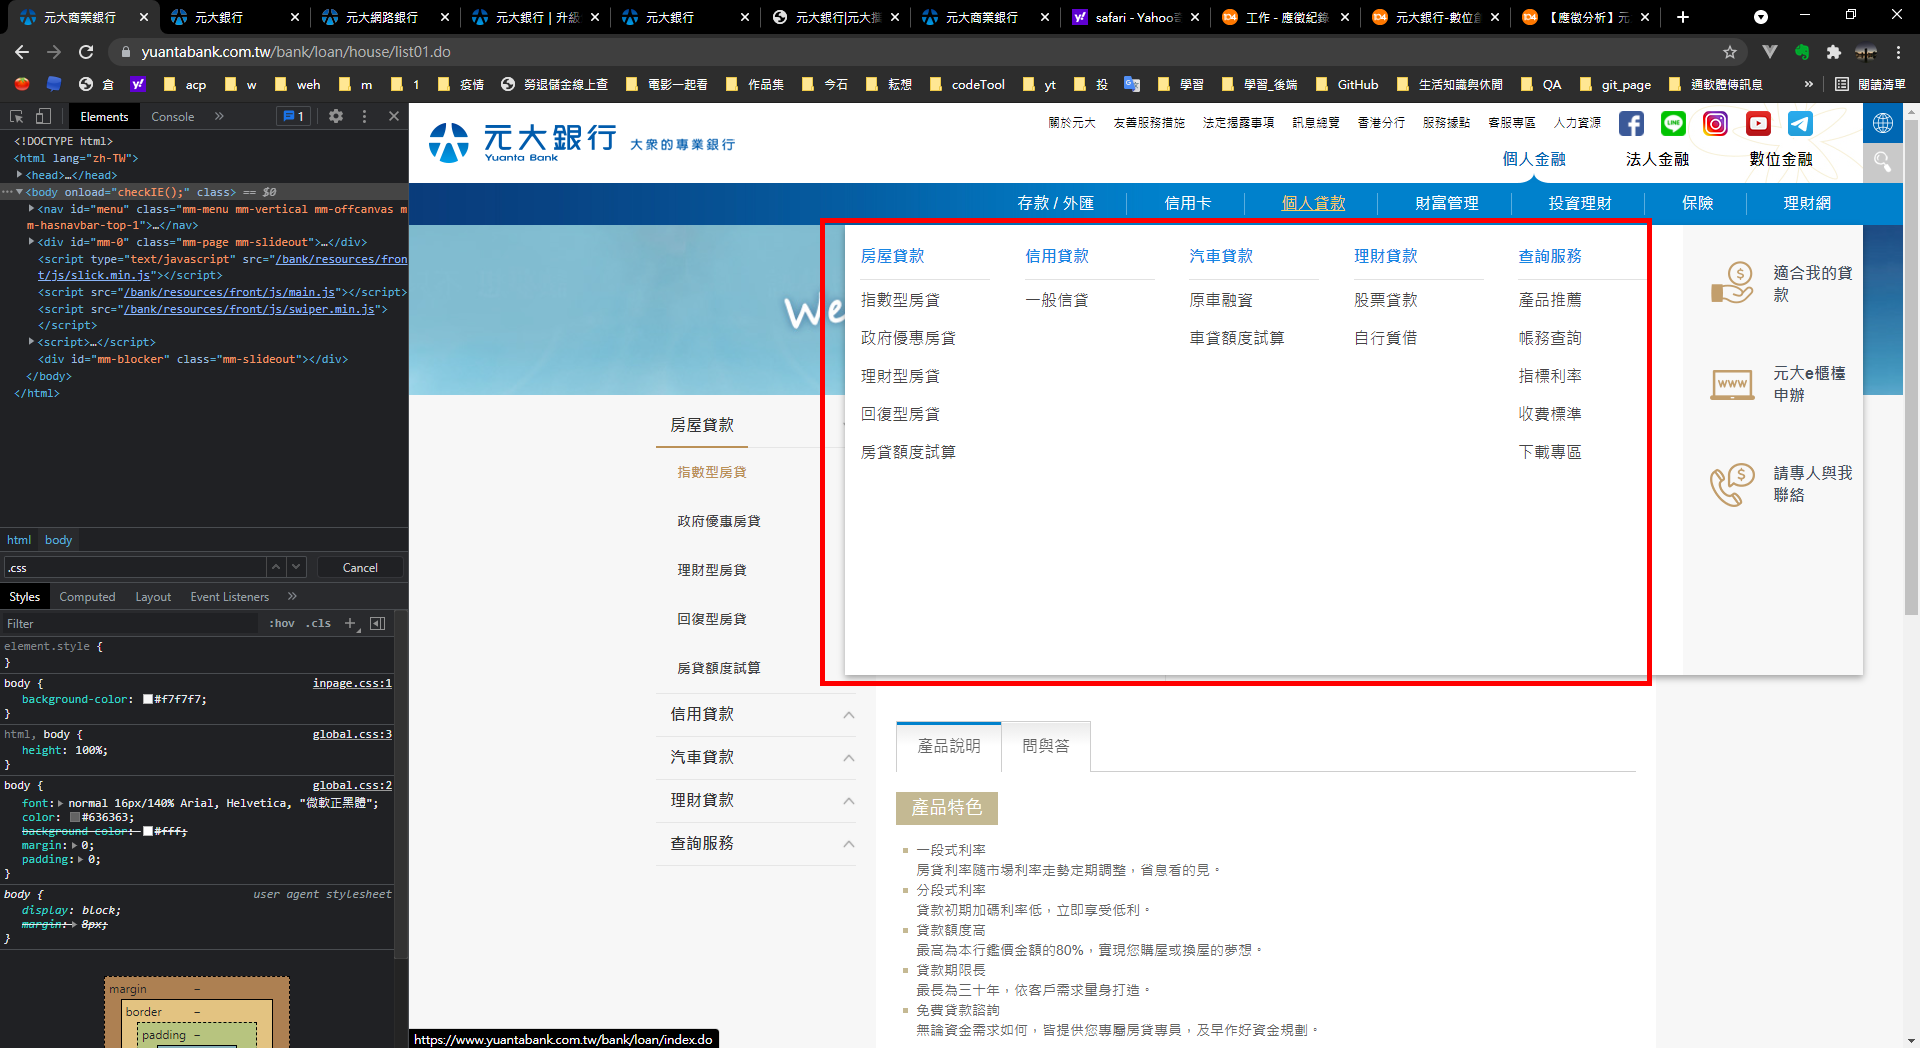 元大商業銀行
元大銀行
元大網路銀行
元大銀行 | 升級
元大銀行
元大銀行|元大
元大商業銀行
safari - Yahoo
工作 - 應徵紀錄
元大銀行-數位
【應徵分析】元
yuantabank.com.tw/bank/loan/house/list01.do
倉
acp
w
weh
m
1
疫情
勞退儲金線上查
電影一起看
作品集
今石
耘想
codeTool
yt
投
學習
學習_後端
GitHub
生活知識與休閒
QA
git_page
通軟體傳訊息
»
閱讀清單
Elements
Console
»
1
<!DOCTYPE html>
<html lang="zh-TW">
<head>…</head>
<body onload="checkIE();" class> == $0
<nav id="menu" class="mm-menu mm-vertical mm-offcanvas m
m-hasnavbar-top-1">…</nav>
<div id="mm-0" class="mm-page mm-slideout">…</div>
<script type="text/javascript" src="/bank/resources/fron
t/js/slick.min.js"></script>
<script src="/bank/resources/front/js/main.js"></script>
<script src="/bank/resources/front/js/swiper.min.js">
</script>
<script>…</script>
<div id="mm-blocker" class="mm-slideout"></div>
</body>
</html>
html
body
.css
Cancel
Styles
Computed
Layout
Event Listeners
»
Filter
:hov
.cls
+
element.style {
}
body {
inpage.css:1
background-color: #f7f7f7;
}
html, body {
global.css:3
height: 100%;
}
body {
global.css:2
font: normal 16px/140% Arial, Helvetica, "微軟正黑體";
color: #636363;
background-color: #fff;
margin: 0;
padding: 0;
}
body {
user agent stylesheet
display: block;
margin: 8px;
}
margin
–
border
–
padding
–
元大銀行
Yuanta Bank
大眾的專業銀行
關於元大
友善服務措施
法定揭露事項
訊息總覽
香港分行
服務據點
客服專區
人力資源
LINE
個人金融
法人金融
數位金融
存款 / 外匯
信用卡
個人貸款
財富管理
投資理財
保險
理財網
We
房屋貸款
指數型房貸
政府優惠房貸
理財型房貸
回復型房貸
房貸額度試算
信用貸款
一般信貸
汽車貸款
原車融資
車貸額度試算
理財貸款
股票貸款
自行質借
查詢服務
產品推薦
帳務查詢
指標利率
收費標準
下載專區
$
適合我的貸
款
WWW
元大e櫃檯
申辦
$
請專人與我
聯絡
房屋貸款
指數型房貸
政府優惠房貸
理財型房貸
回復型房貸
房貸額度試算
信用貸款
汽車貸款
理財貸款
查詢服務
產品說明
問與答
產品特色
一段式利率
房貸利率隨市場利率走勢定期調整，省息看的見。
分段式利率
貸款初期加碼利率低，立即享受低利。
貸款額度高
最高為本行鑑價金額的80%，實現您購屋或換屋的夢想。
貸款期限長
最長為三十年，依客戶需求量身打造。
免費貸款諮詢
無論資金需求如何，皆提供您專屬房貸專員，及早作好資金規劃。
https://www.yuantabank.com.tw/bank/loan/index.do